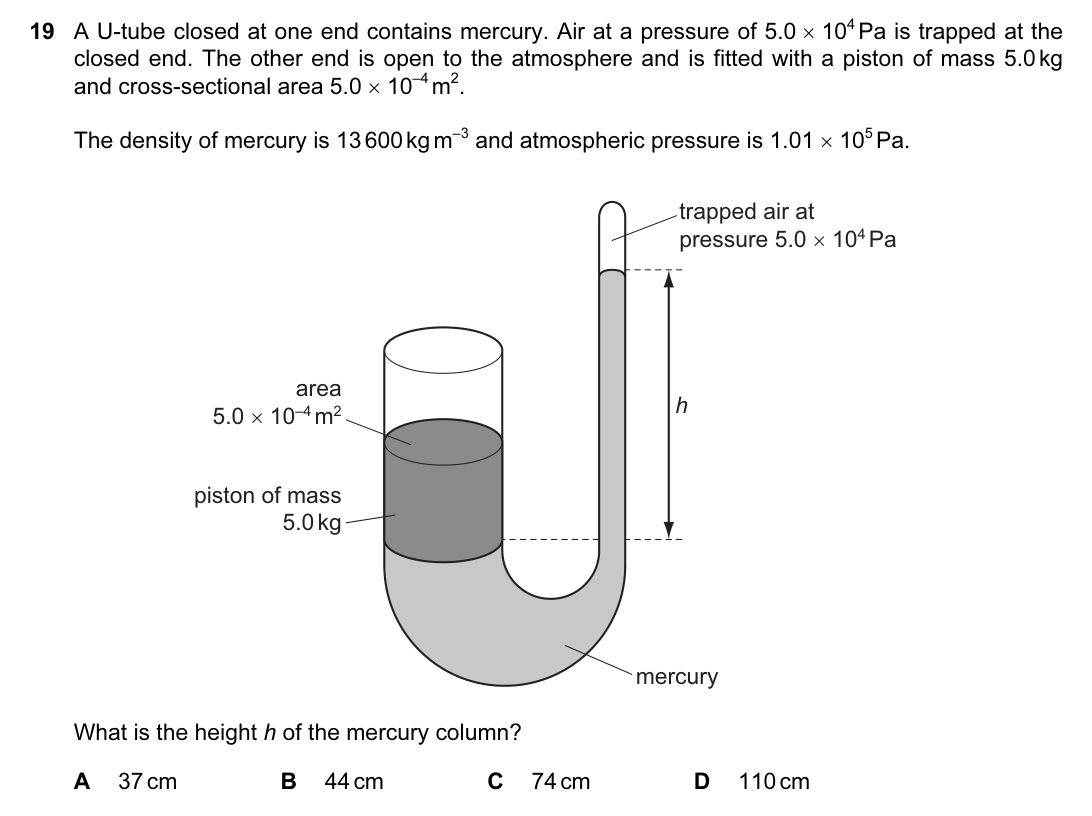 19 A U-tube closed at one end contains mercury. Air at a pressure of 5.0 × 10⁴ Pa is trapped at the
closed end. The other end is open to the atmosphere and is fitted with a piston of mass 5.0 kg
and cross-sectional area 5.0 × 10⁻⁴ m².
The density of mercury is 13 600 kg m⁻³ and atmospheric pressure is 1.01 × 10⁵ Pa.
trapped air at
pressure 5.0 × 10⁴ Pa
area
5.0 × 10⁻⁴ m²
h
piston of mass
5.0 kg
mercury
What is the height h of the mercury column?
A 37 cm B 44 cm C 74 cm D 110 cm